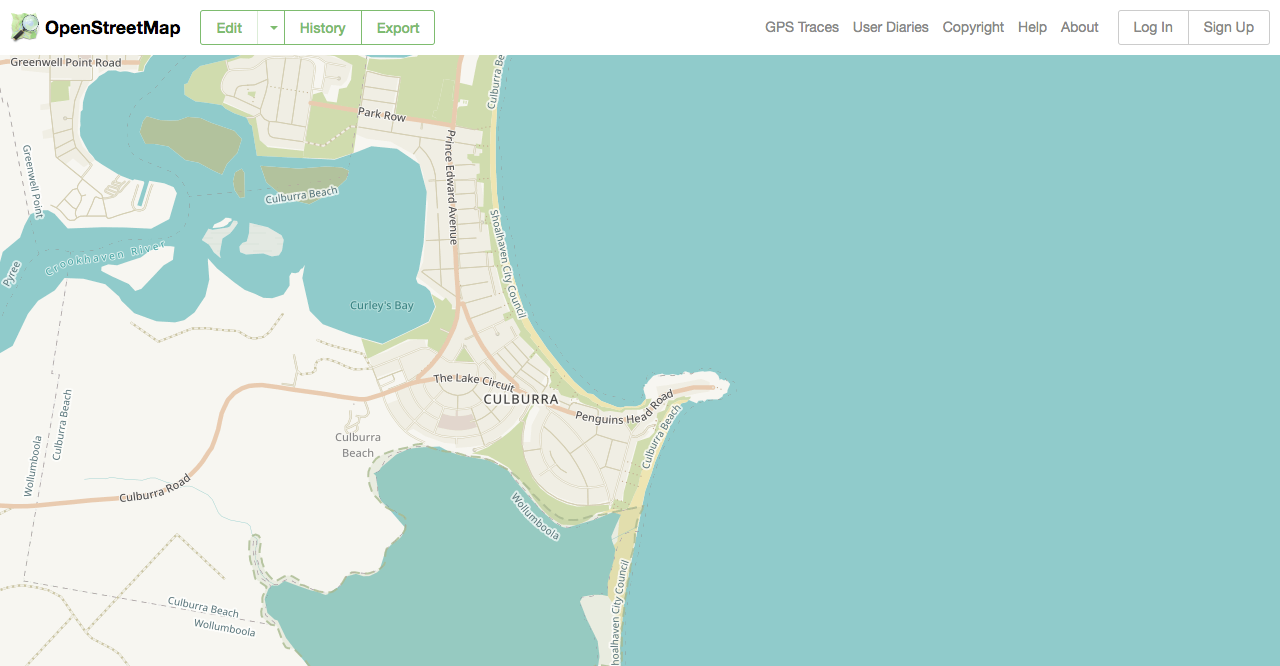 OpenStreetMap
Edit
History
Export
GPS Traces
User Diaries
Copyright
Help
About
Log In
Sign Up
Greenwell Point Road
Culburra Be
Park Row
Prince Edward Avenue
Greenwell Point
Culburra Beach
Shoalhaven City Council
Crookhaven River
Pyree
Curley's Bay
The Lake Circuit
CULBURRA
Penguins Head Road
Culburra Beach
Culburra
Beach
Culburra Beach
Wollumboola
Culburra Road
Wollumboola
Shoalhaven City Council
Culburra Beach
Wollumboola